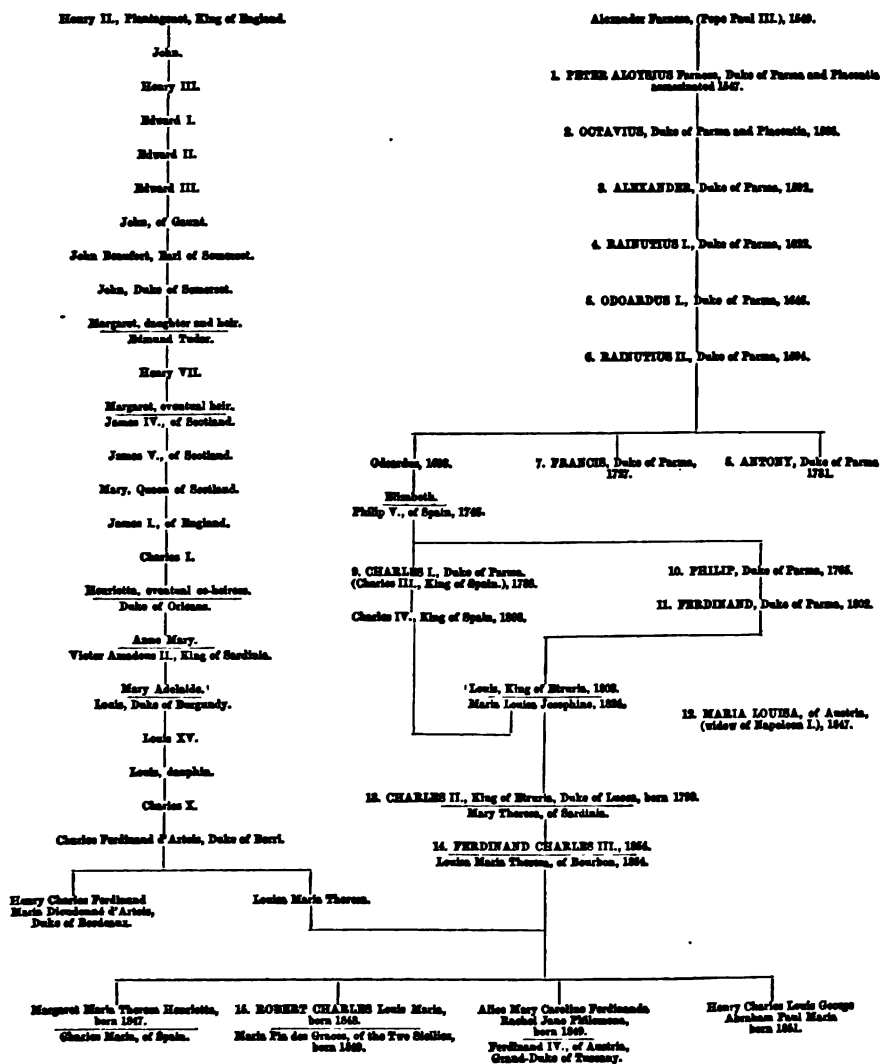 Henry II., Plantagenet, King of England.
John.
Henry III.
Edward I.
Edward II.
Edward III.
John, of Gaunt.
John Beaufort, Earl of Somerset.
John, Duke of Somerset.
Margaret, daughter and heir.
Edmund Tudor.
Henry VII.
Margaret, eventual heir.
James IV., of Scotland.
James V., of Scotland.
Mary, Queen of Scotland.
James I., of England.
Charles I.
Henrietta, eventual co-heiress.
Duke of Orleans.
Anne Mary.
Victor Amadeus II., King of Sardinia.
Mary Adelaide.
Louis, Duke of Burgundy.
Louis XV.
Louis, dauphin.
Charles X.
Charles Ferdinand d'Artois, Duke of Berri.
Henry Charles Ferdinand
Maria Dieudonné d'Artois,
Duke of Bordeaux.
Louisa Maria Theresa.
Alexander Farnese, (Pope Paul III.), 1549.
1. PETER ALOYSIUS Farnese, Duke of Parma and Placentia
assassinated 1547.
2. OCTAVIUS, Duke of Parma and Placentia,
3. ALEXANDER, Duke of Parma, 1592.
4. RAINUTIUS I., Duke of Parma, 1622.
5. ODOARDUS I., Duke of Parma, 1646.
6. RAINUTIUS II., Duke of Parma, 1694.
Odoardus,
7. FRANCIS, Duke of Parma,
1727.
8. ANTONY, Duke of Parma
1731.
Elizabeth.
Philip V., of Spain, 1746.
9. CHARLES I., Duke of Parma.
(Charles III., King of Spain.), 1788.
10. PHILIP, Duke of Parma, 1765.
Charles IV., King of Spain,
11. FERDINAND, Duke of Parma, 1802.
Louis, King of Etruria, 1803.
Maria Louisa Josephine, 1824.
12. MARIA LOUISA, of Austria,
(widow of Napoleon I.), 1847.
13. CHARLES II., King of Etruria, Duke of Lucca, born 1799.
Mary Theresa, of Sardinia.
14. FERDINAND CHARLES III., 1854.
Louisa Maria Theresa, of Bourbon, 1864.
Margaret Maria Theresa Henrietta,
born 1847.
Charles Maria, of Spain.
15. ROBERT CHARLES Louis Maria,
born 1848.
Maria Pia des Graces, of the Two Sicilies,
born 1849.
Alice Mary Caroline Ferdinanda
Rachel Jane Philomena,
born 1849.
Ferdinand IV., of Austria,
Grand-Duke of Tuscany.
Henry Charles Louis George
Abraham Paul Maria
born 1851.